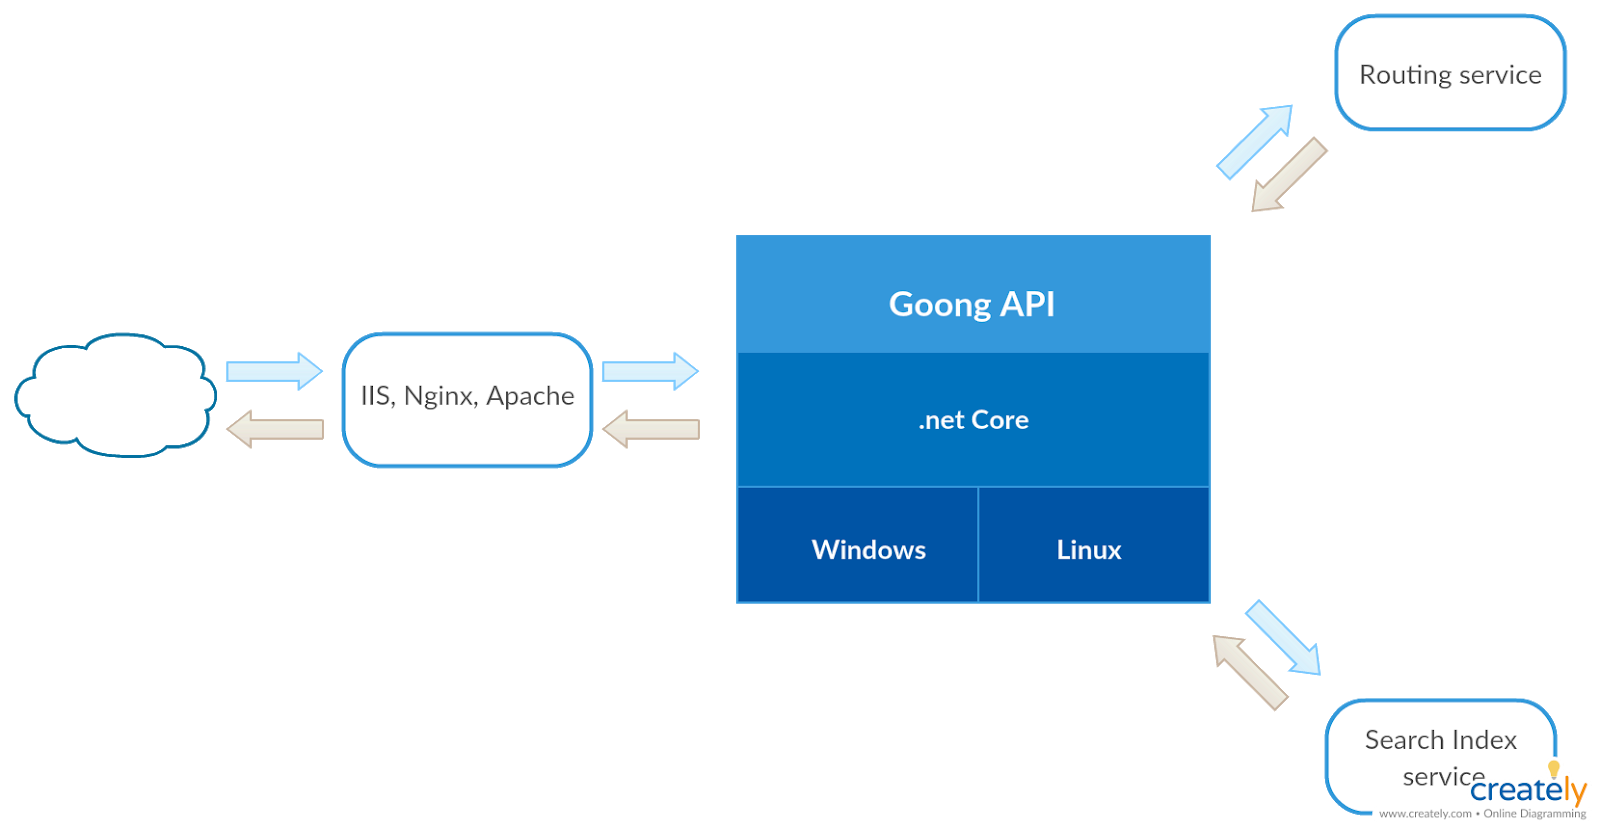 Routing service
Goong API
IIS, Nginx, Apache
.net Core
Windows
Linux
Search Index
service
creately
www.creately.com • Online Diagramming